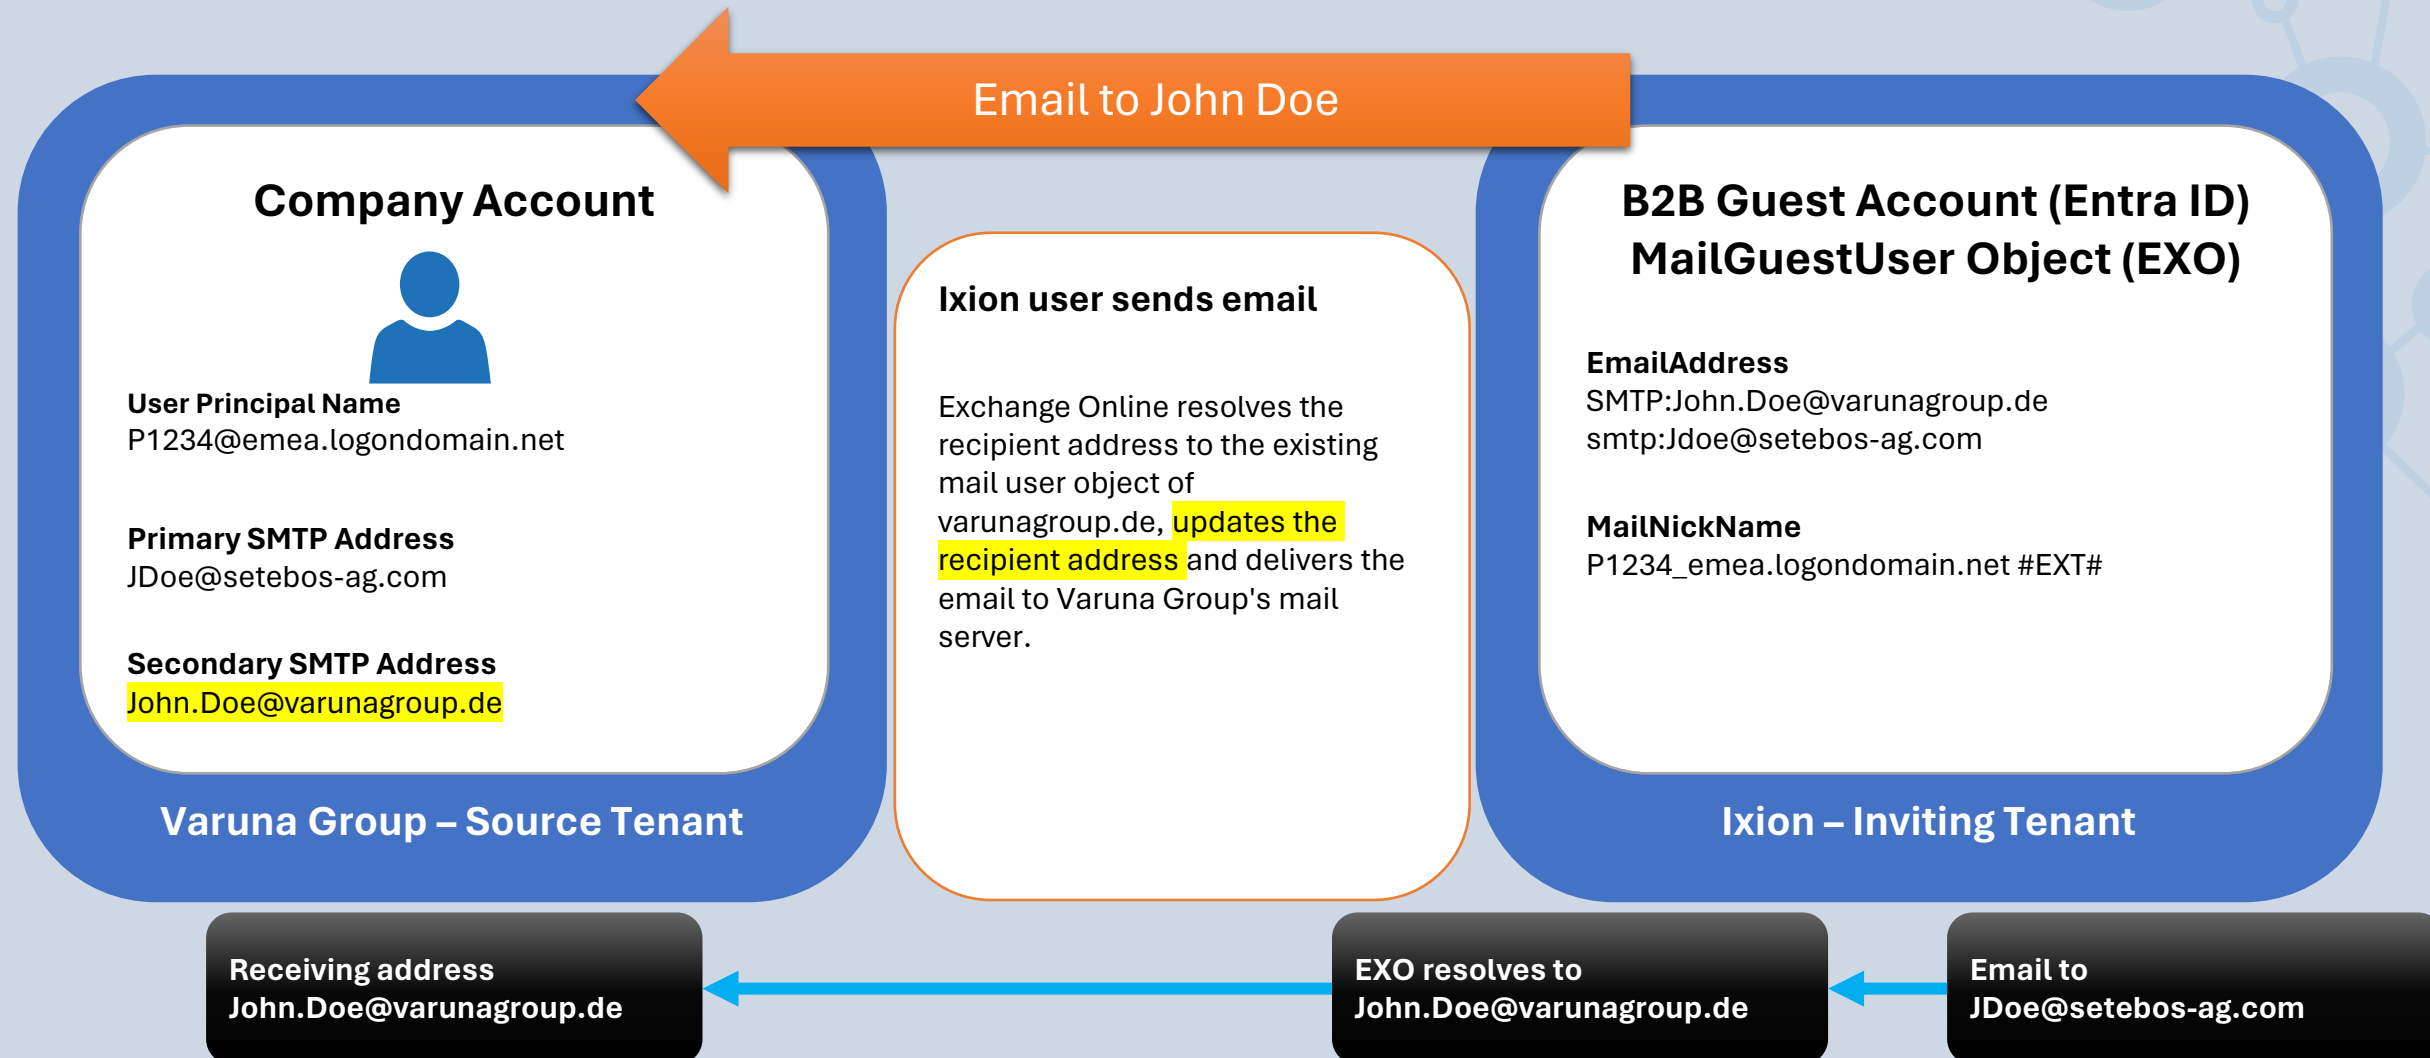 Email to John Doe
Company Account
User Principal Name
P1234@emea.logondomain.net
Primary SMTP Address
JDoe@setebos-ag.com
Secondary SMTP Address
John.Doe@varunagroup.de
Varuna Group – Source Tenant
Ixion user sends email
Exchange Online resolves the
recipient address to the existing
mail user object of
varunagroup.de, updates the
recipient address and delivers the
email to Varuna Group's mail
server.
B2B Guest Account (Entra ID)
MailGuestUser Object (EXO)
EmailAddress
SMTP:John.Doe@varunagroup.de
smtp:Jdoe@setebos-ag.com
MailNickName
P1234_emea.logondomain.net #EXT#
Ixion – Inviting Tenant
Receiving address
John.Doe@varunagroup.de
EXO resolves to
John.Doe@varunagroup.de
Email to
JDoe@setebos-ag.com